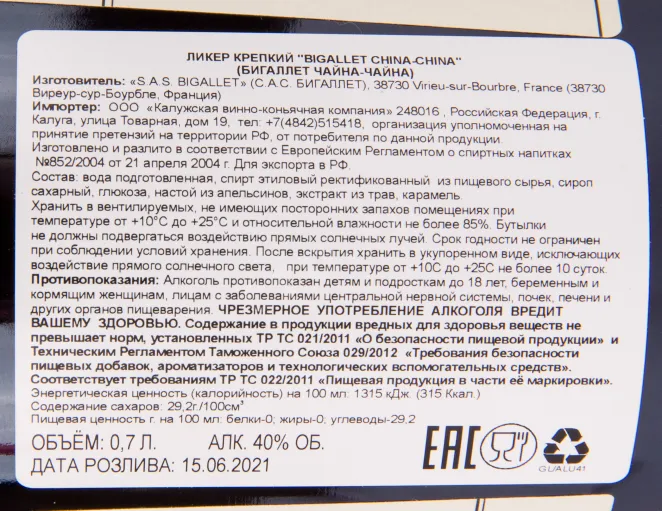 ЛИКЕР КРЕПКИЙ "BIGALLET CHINA-CHINA"
(БИГАЛЛЕТ ЧАЙНА-ЧАЙНА)
Изготовитель: «S.A.S. BIGALLET» (С.А.С. БИГАЛЛЕТ), 38730 Virieu-sur-Bourbre, France (38730
Виреур-сур-Боурбле, Франция)
Импортер: ООО «Калужская винно-коньячная компания» 248016 , Российская Федерация, г.
Калуга, улица Товарная, дом 19, тел: +7(4842)515418, организация уполномоченная на
принятие претензий на территории РФ, от потребителя по данной продукции.
Изготовлено и разлито в соответствии с Европейским Регламентом о спиртных напитках
№852/2004 от 21 апреля 2004 г. Для экспорта в РФ
Состав: вода подготовленная, спирт этиловый ректификованный из пищевого сырья, сироп
сахарный, глюкоза, настой из апельсинов, экстракт из трав, карамель
Хранить в вентилируемых, не имеющих посторонних запахов помещениях при
температуре от +10°С до +25°С и относительной влажности не более 85%. Бутылки
не должны подвергаться воздействию прямых солнечных лучей. Срок годности не ограничен
при соблюдении условий хранения. После вскрытия хранить в укупоренном виде, исключающих
воздействие прямого солнечного света, при температуре от +10С до +25С не более 10 суток.
Противопоказания: Алкоголь противопоказан детям и подросткам до 18 лет, беременным и
кормящим женщинам, лицам с заболеваниями центральной нервной системы, почек, печени и
других органов пищеварения. ЧРЕЗМЕРНОЕ УПОТРЕБЛЕНИЕ АЛКОГОЛЯ ВРЕДИТ
ВАШЕМУ ЗДОРОВЬЮ. Содержание в продукции вредных для здоровья веществ не
превышает норм, установленных ТР ТС 021/2011 «О безопасности пищевой продукции» и
Техническим Регламентом Таможенного Союза 029/2012 «Требования безопасности
пищевых добавок, ароматизаторов и технологических вспомогательных средств».
Соответствует требованиям ТР ТС 022/2011 «Пищевая продукция в части её маркировки».
Энергетическая ценность (калорийность) на 100 мл: 1315 кДж. (315 Ккал.)
Содержание сахаров: 29,2г./100см³
Пищевая ценность г. на 100 мл: белки-0; жиры-0; углеводы-29,2
ОБЪЁМ: 0,7 Л. АЛК. 40% ОБ.
ДАТА РОЗЛИВА: 15.06.2021
EAC
GL/ALU41